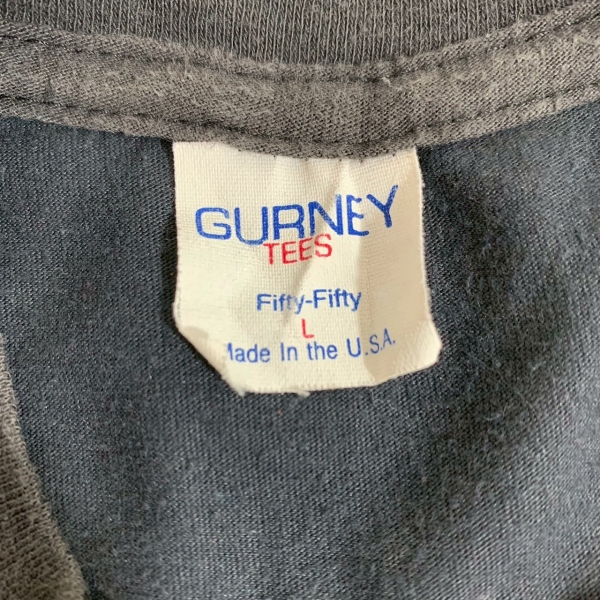 GURNEY
TEES
Fifty-Fifty
L
Made In the U.S.A.